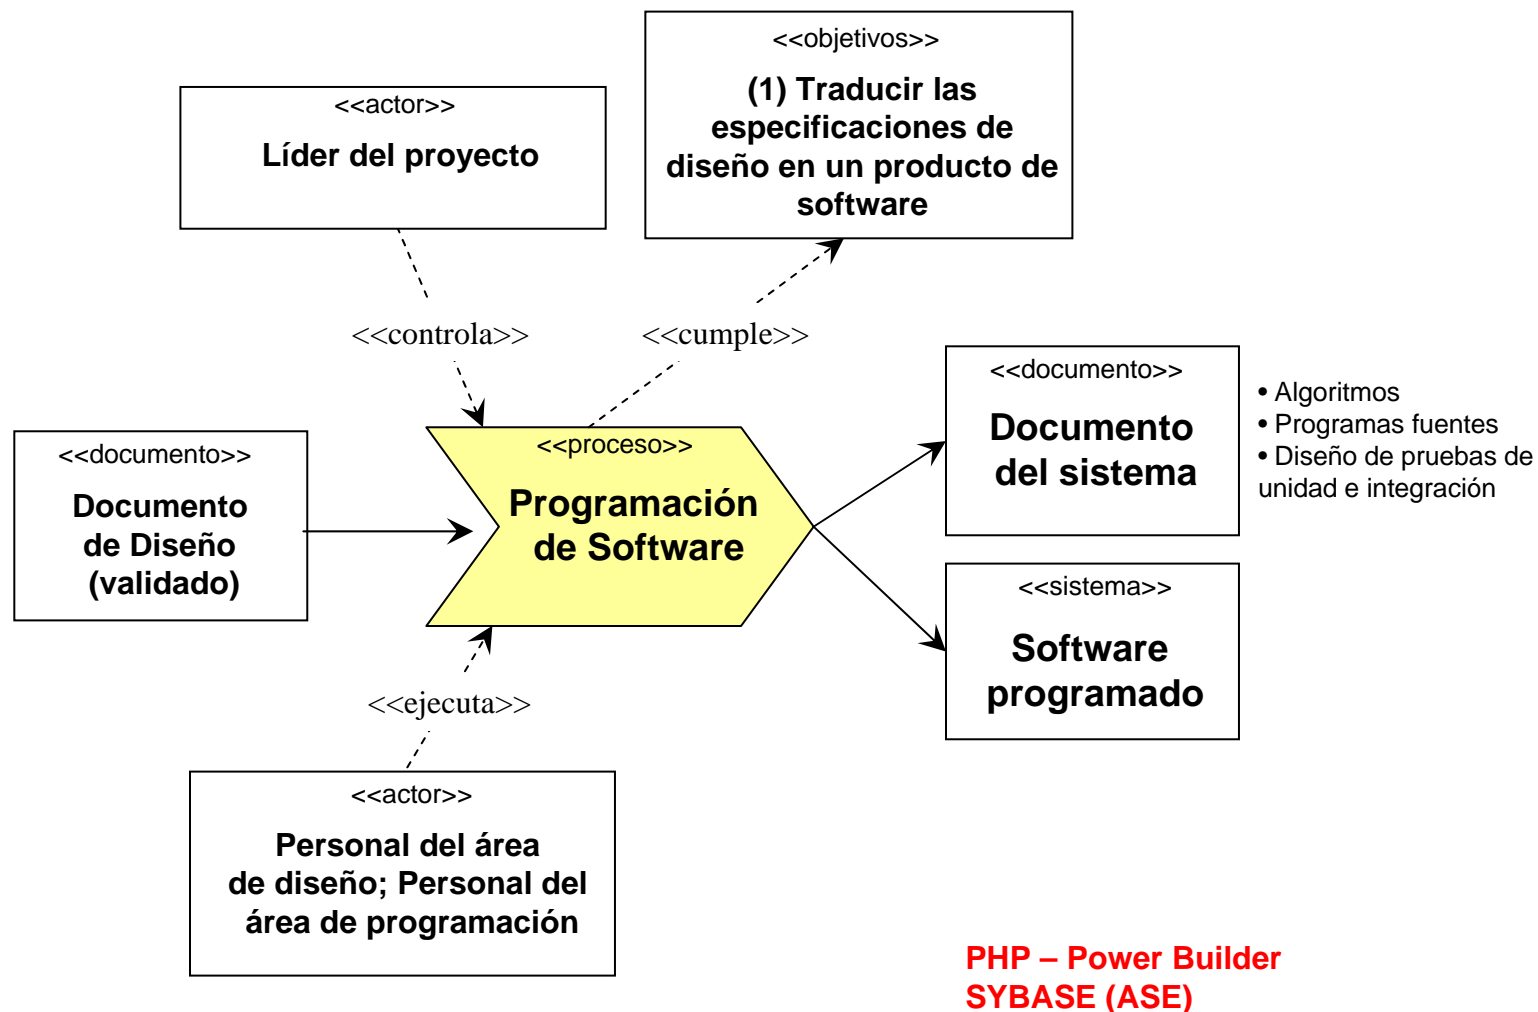 <<objetivos>>
(1) Traducir las
especificaciones de
diseño en un producto de
software
<<actor>>
Líder del proyecto
<<controla>>
<<cumple>>
<<documento>>
Documento
de Diseño
(validado)
<<proceso>>
Programación
de Software
<<documento>>
Documento
del sistema
• Algoritmos
• Programas fuentes
• Diseño de pruebas de
unidad e integración
<<sistema>>
Software
programado
<<ejecuta>>
<<actor>>
Personal del área
de diseño; Personal del
área de programación
PHP – Power Builder
SYBASE (ASE)